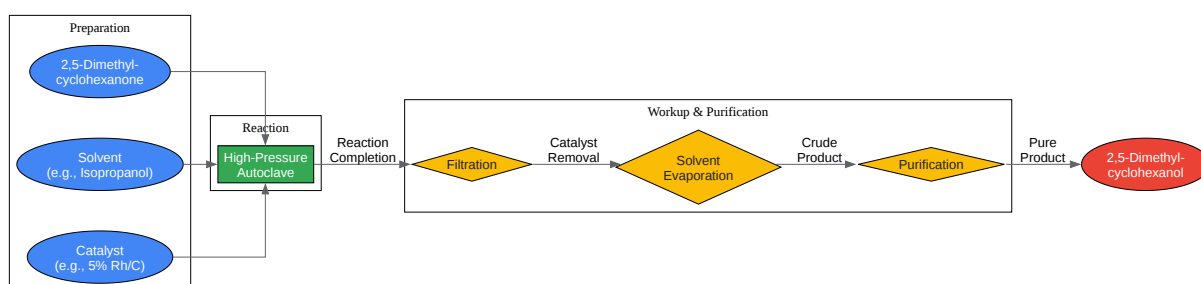 Preparation
2,5-Dimethyl-
cyclohexanone
Solvent
(e.g., Isopropanol)
Catalyst
(e.g., 5% Rh/C)
Reaction
High-Pressure
Autoclave
Reaction
Completion
Workup & Purification
Filtration
Catalyst
Removal
Solvent
Evaporation
Crude
Product
Purification
Pure
Product
2,5-Dimethyl-
cyclohexanol